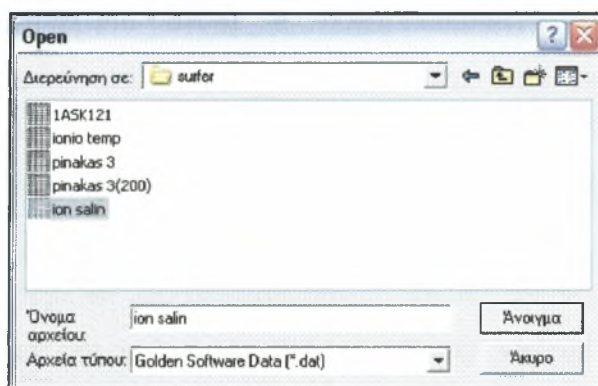 Open
Διερεύνηση σε: surfer
1ASK121
ionio temp
pinakas 3
pinakas 3(200)
ion salin
Όνομα αρχείου: ion salin Άνοιγμα
Αρχεία τύπου: Golden Software Data (*.dat) Άκυρο